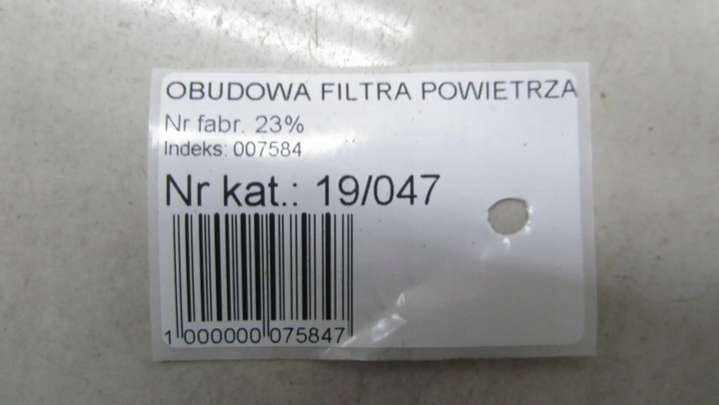 OBUDOWA FILTRA POWIETRZA
Nr fabr. 23%
Indeks: 007584
Nr kat.: 19/047
1 000000 075847